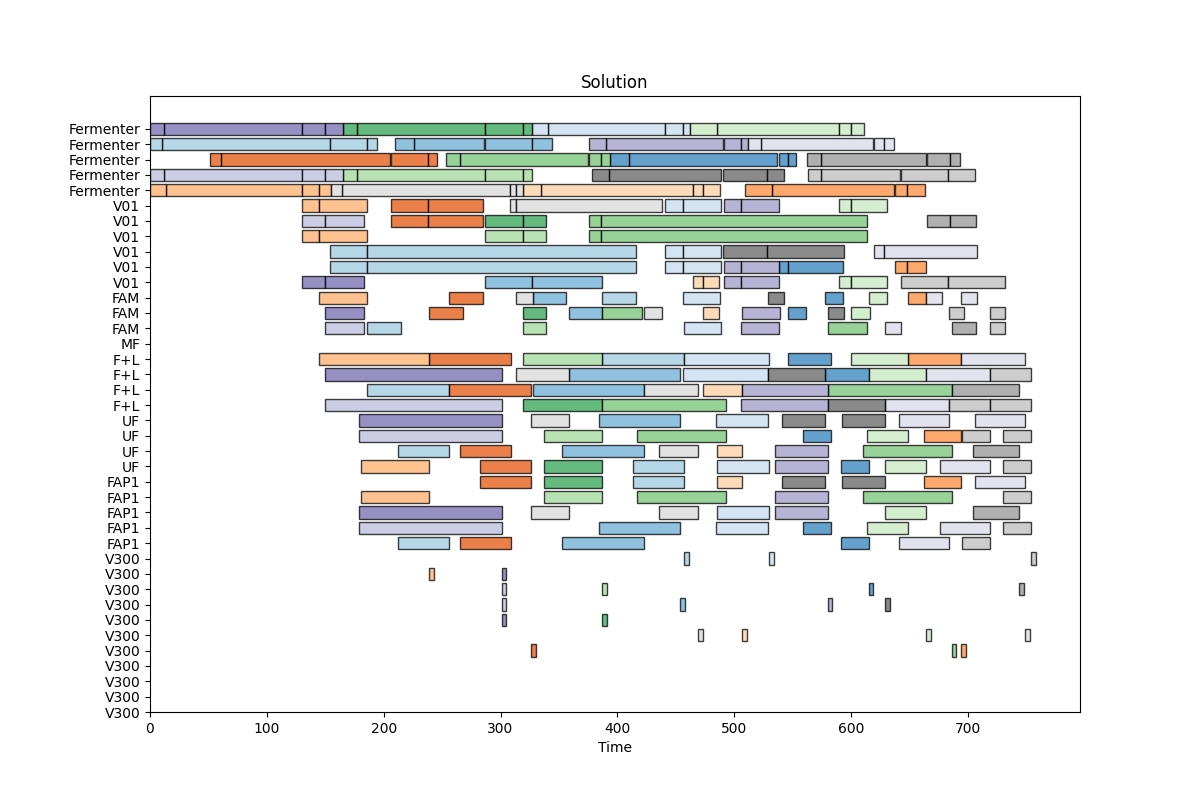 Solution
Fermenter
Fermenter
Fermenter
Fermenter
Fermenter
V01
V01
V01
V01
V01
V01
FAM
FAM
FAM
MF
F+L
F+L
F+L
F+L
UF
UF
UF
UF
FAP1
FAP1
FAP1
FAP1
FAP1
V300
V300
V300
V300
V300
V300
V300
V300
V300
V300
V300
0 100 200 300 400 500 600 700
Time